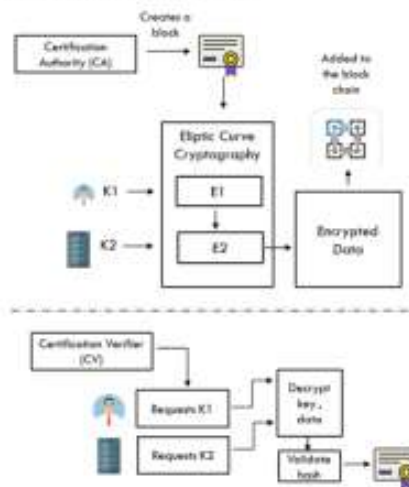 Creates a
block
Certification
Authority (CA)
Added to
the block
chain
Eliptic Curve
Cryptography
K1
E1
K2
E2
Encrypted
Data
Certification Verifier
(CV)
Requests K1
Decrypt
key,
data
Requests K2
Validate
hash